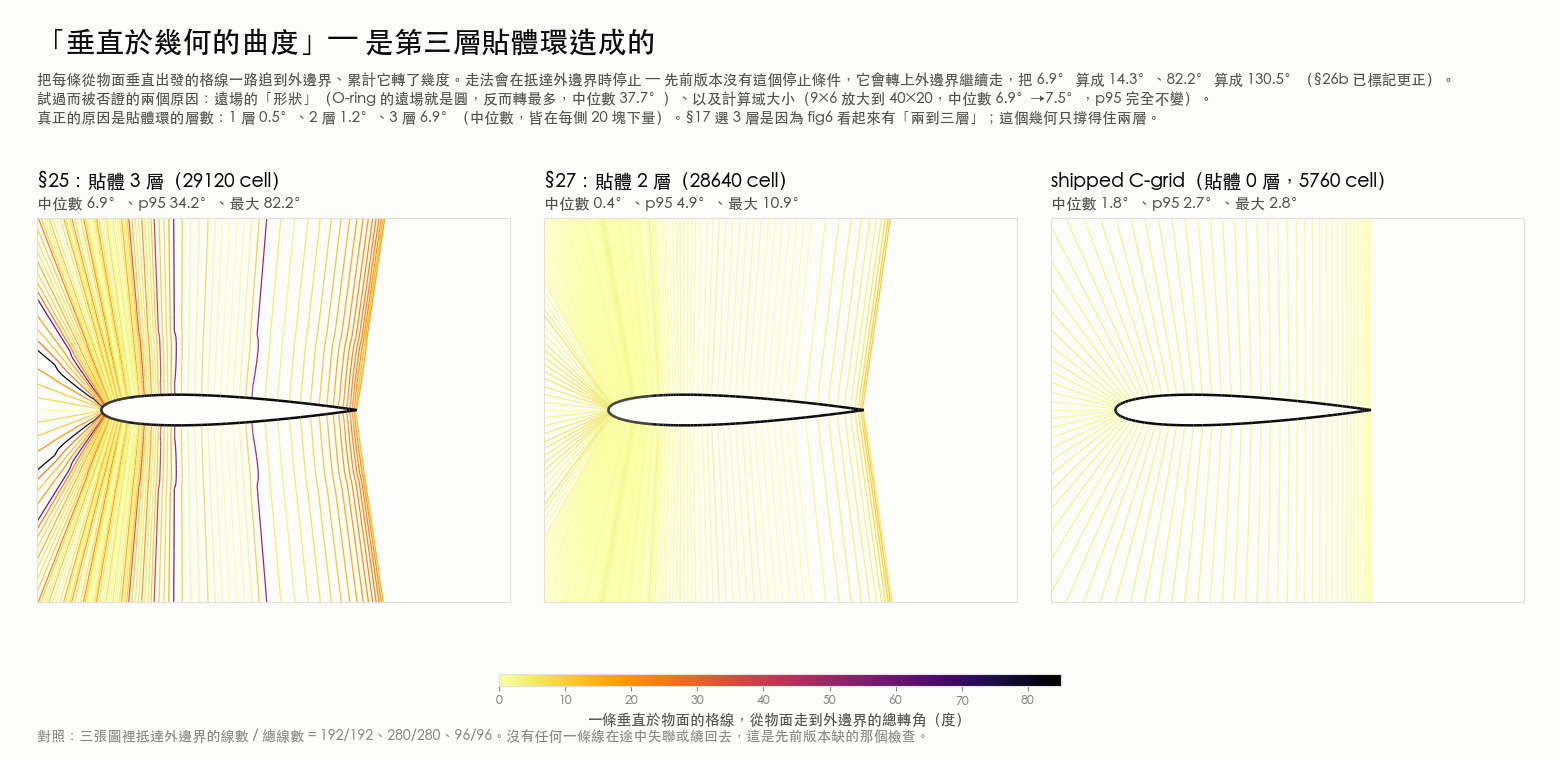 「垂直於幾何的曲度」— 是第三層貼體環造成的
把每條從物面垂直出發的格線一路追到外邊界、累計它轉了幾度。走法會在抵達外邊界時停止 — 先前版本沒有這個停止條件，它會轉上外邊界繼續走，把 6.9° 算成 14.3°、82.2° 算成 130.5°（§26b 已標記更正）。
試過而被否證的兩個原因：遠場的「形狀」（O-ring 的遠場就是圓，反而轉最多，中位數 37.7°）、以及計算域大小（9×6 放大到 40×20，中位數 6.9°→7.5°，p95 完全不變）。
真正的原因是貼體環的層數：1 層 0.5°、2 層 1.2°、3 層 6.9°（中位數，皆在每側 20 塊下量）。§17 選 3 層是因為 fig6 看起來有「兩到三層」；這個幾何只撐得住兩層。
§25：貼體 3 層（29120 cell）
中位數 6.9°、p95 34.2°、最大 82.2°
§27：貼體 2 層（28640 cell）
中位數 0.4°、p95 4.9°、最大 10.9°
shipped C-grid（貼體 0 層，5760 cell）
中位數 1.8°、p95 2.7°、最大 2.8°
0 10 20 30 40 50 60 70 80
一條垂直於物面的格線，從物面走到外邊界的總轉角（度）
對照：三張圖裡抵達外邊界的線數 / 總線數 = 192/192、280/280、96/96。沒有任何一條線在途中失聯或繞回去，這是先前版本缺的那個檢查。